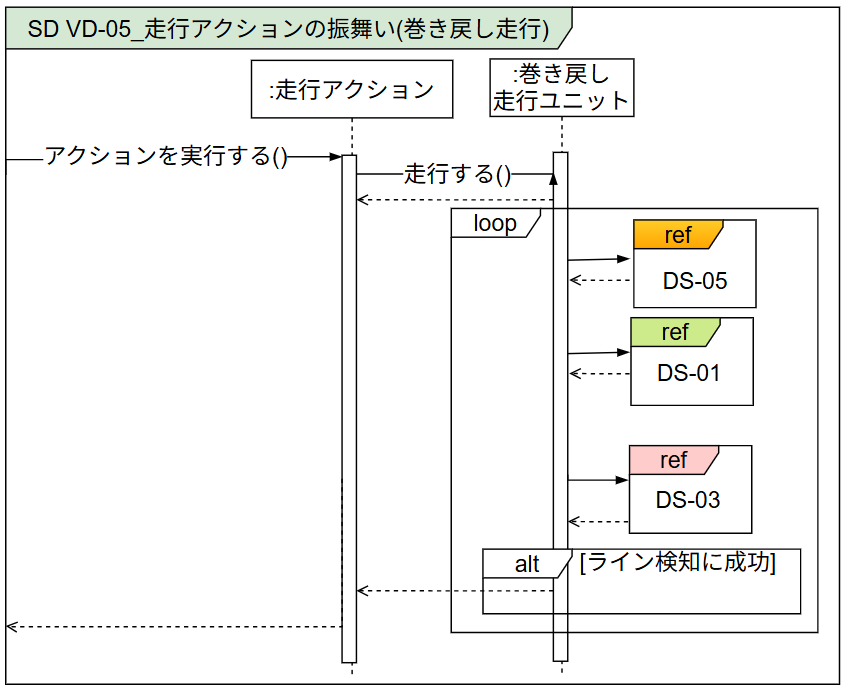 SD VD-05_走行アクションの振舞い(巻き戻し走行)
:走行アクション
:巻き戻し
走行ユニット
アクションを実行する()
走行する()
loop
ref
DS-05
ref
DS-01
ref
DS-03
alt
[ライン検知に成功]